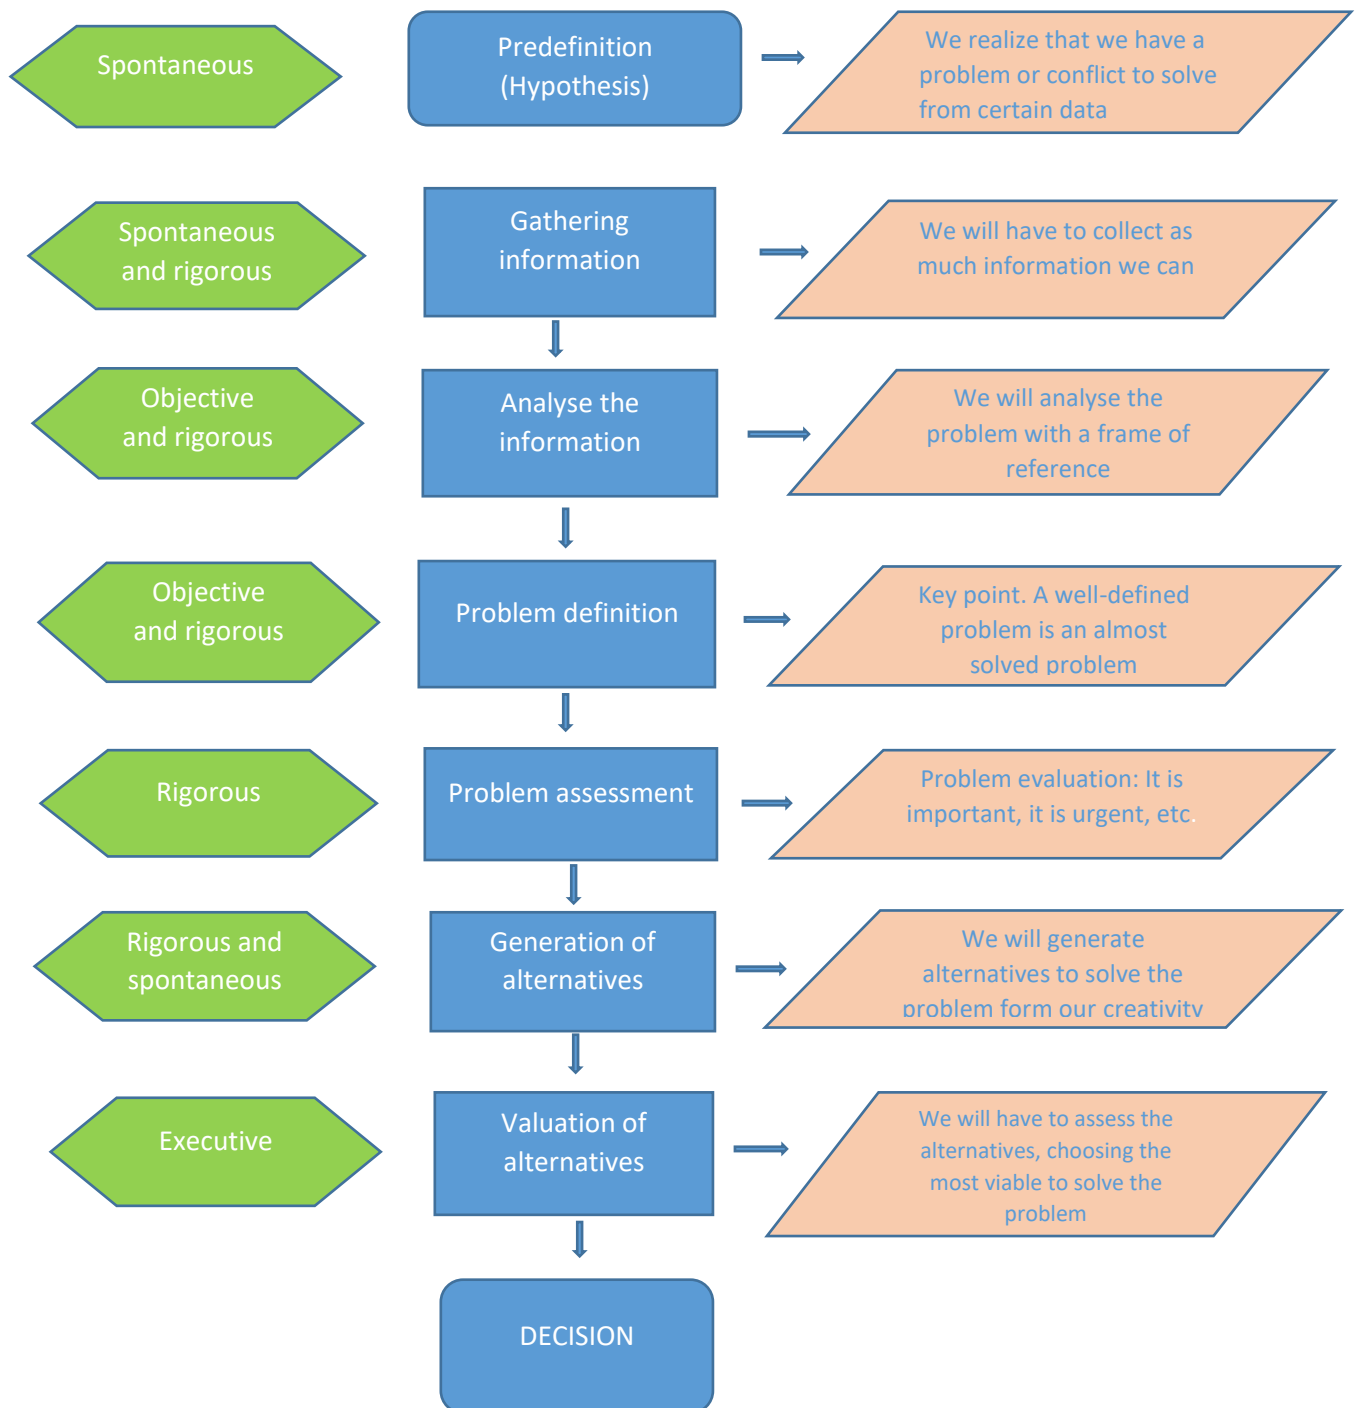 Spontaneous
Predefinition
(Hypothesis)
We realize that we have a
problem or conflict to solve
from certain data
Spontaneous
and rigorous
Gathering
information
We will have to collect as
much information we can
Objective
and rigorous
Analyse the
information
We will analyse the
problem with a frame of
reference
Objective
and rigorous
Problem definition
Key point. A well-defined
problem is an almost
solved problem
Rigorous
Problem assessment
Problem evaluation: It is
important, it is urgent, etc.
Rigorous and
spontaneous
Generation of
alternatives
We will generate
alternatives to solve the
problem form our creativity
Executive
Valuation of
alternatives
We will have to assess the
alternatives, choosing the
most viable to solve the
problem
DECISION